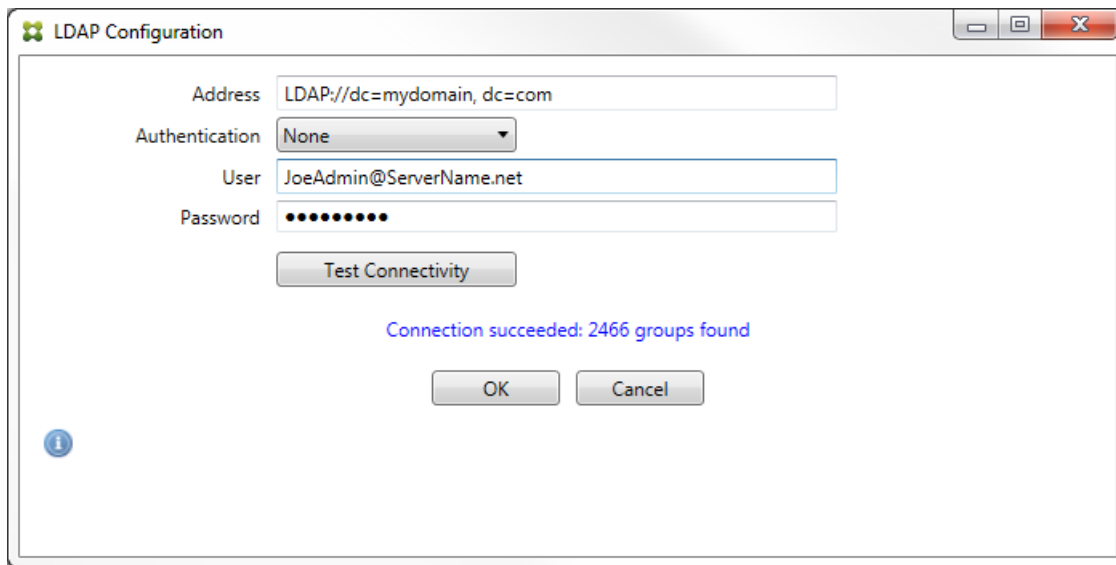 LDAP Configuration
Address LDAP://dc=mydomain, dc=com
Authentication None
User JoeAdmin@ServerName.net
Password •••••••••
Test Connectivity
Connection succeeded: 2466 groups found
OK Cancel